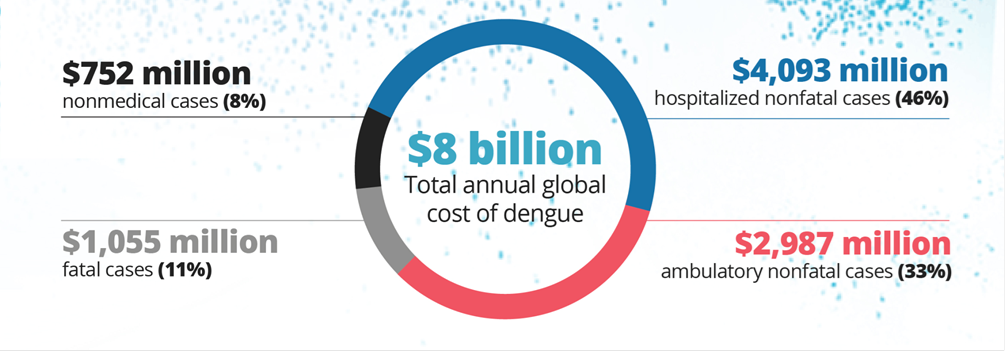 $752 million
nonmedical cases (8%)
$4,093 million
hospitalized nonfatal cases (46%)
$8 billion
Total annual global
cost of dengue
$1,055 million
fatal cases (11%)
$2,987 million
ambulatory nonfatal cases (33%)